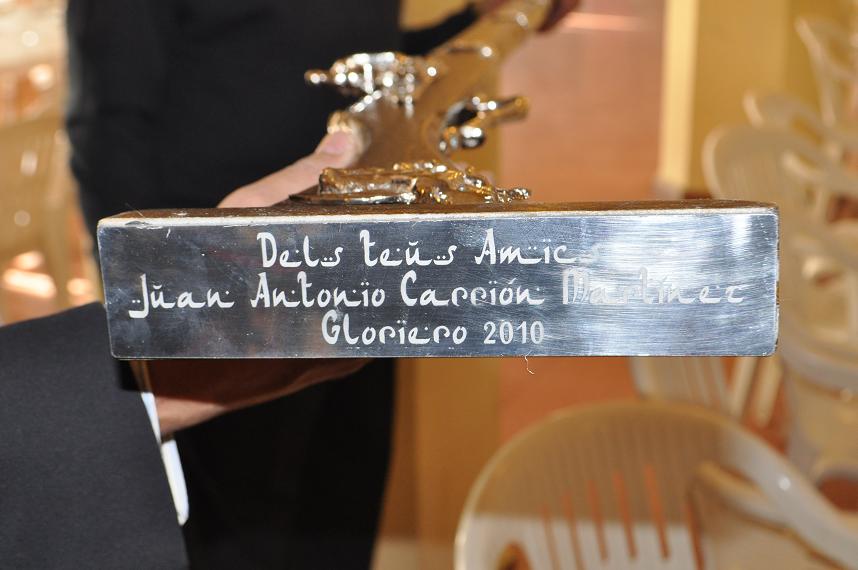 Dels teus Amics
Juan Antonio Carrión Martínez
Gloriero 2010